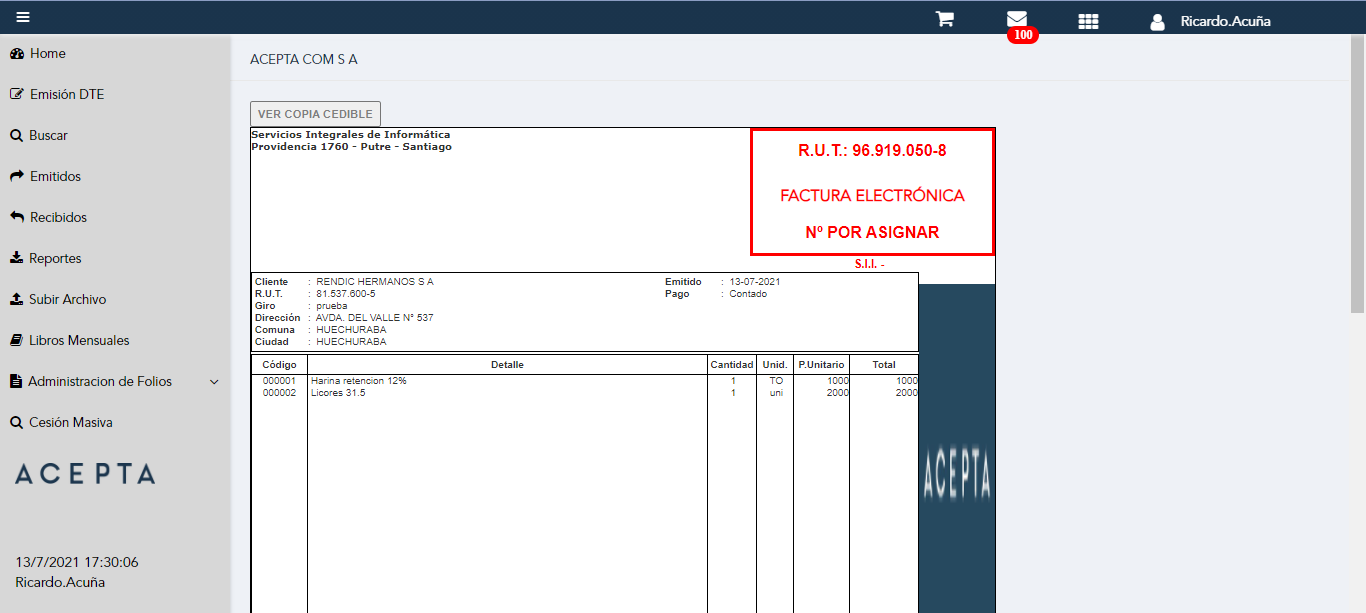 Ricardo.Acuña
100
Home
Emisión DTE
Buscar
Emitidos
Recibidos
Reportes
Subir Archivo
Libros Mensuales
Administracion de Folios
Cesión Masiva
ACEPTA
13/7/2021 17:30:06
Ricardo.Acuña
ACEPTA COM S A
VER COPIA CEDIBLE
Servicios Integrales de Informática
Providencia 1760 - Putre - Santiago
R.U.T.: 96.919.050-8
FACTURA ELECTRÓNICA
Nº POR ASIGNAR
S.I.I. -
Cliente : RENDIC HERMANOS S A Emitido : 13-07-2021
R.U.T. : 81.537.600-5 Pago : Contado
Giro : prueba
Dirección : AVDA. DEL VALLE N° 537
Comuna : HUECHURABA
Ciudad : HUECHURABA
Código Detalle Cantidad Unid. P.Unitario Total
000001 Harina retencion 12% 1 TO 1000 1000
000002 Licores 31.5 1 uni 2000 2000
ACEPTA